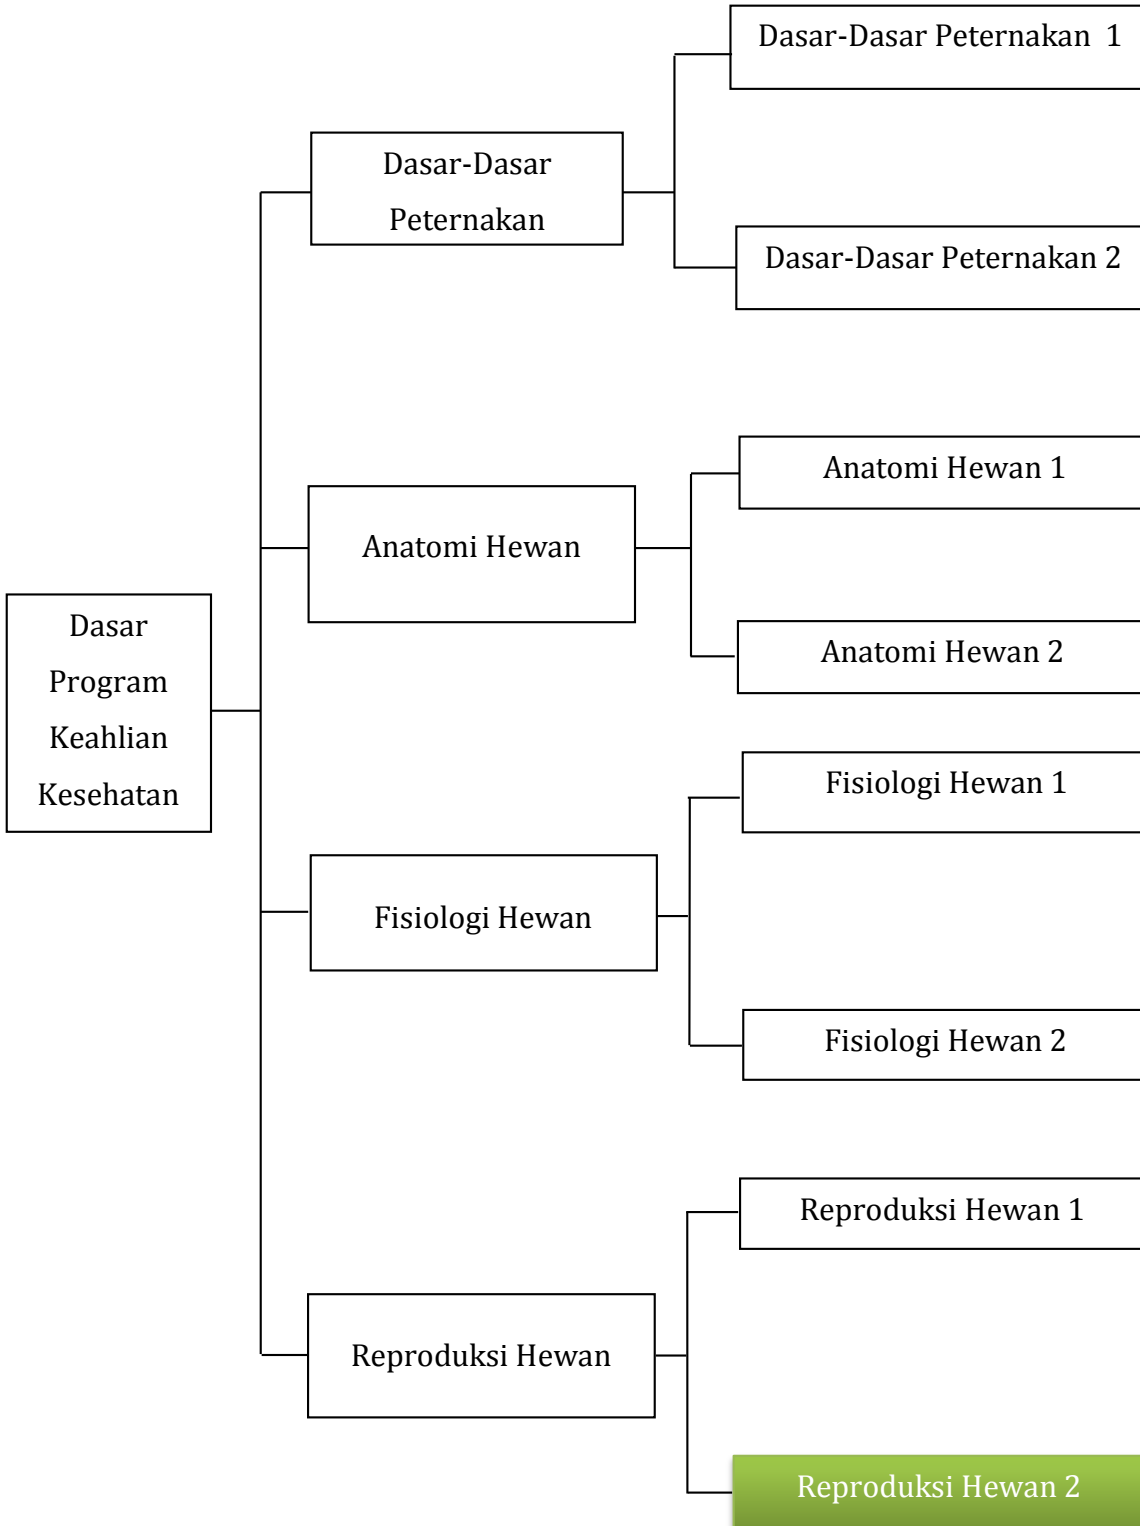 Dasar-Dasar Peternakan 1
Dasar-Dasar
Peternakan
Dasar-Dasar Peternakan 2
Anatomi Hewan 1
Anatomi Hewan
Anatomi Hewan 2
Dasar
Program
Keahlian
Kesehatan
Fisiologi Hewan 1
Fisiologi Hewan
Fisiologi Hewan 2
Reproduksi Hewan 1
Reproduksi Hewan
Reproduksi Hewan 2